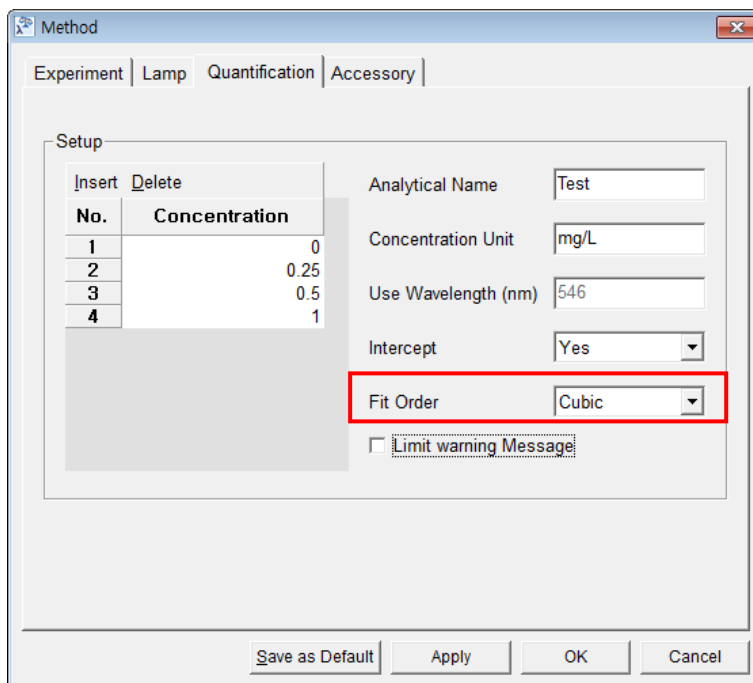 Method
Experiment Lamp Quantification Accessory
Setup
Insert Delete
No. Concentration
1 0
2 0.25
3 0.5
4 1
Analytical Name Test
Concentration Unit mg/L
Use Wavelength (nm) 546
Intercept Yes
Fit Order Cubic
Limit warning Message
Save as Default Apply OK Cancel